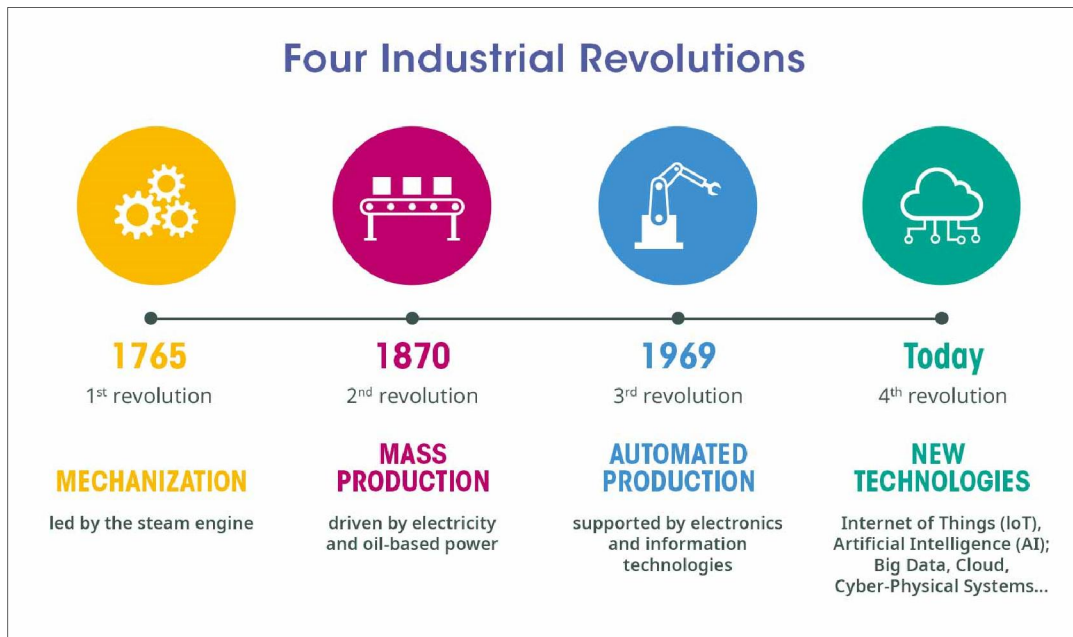 Four Industrial Revolutions
1765
1st revolution
MECHANIZATION
led by the steam engine
1870
2nd revolution
MASS
PRODUCTION
driven by electricity
and oil-based power
1969
3rd revolution
AUTOMATED
PRODUCTION
supported by electronics
and information
technologies
Today
4th revolution
NEW
TECHNOLOGIES
Internet of Things (IoT),
Artificial Intelligence (AI);
Big Data, Cloud,
Cyber-Physical Systems...